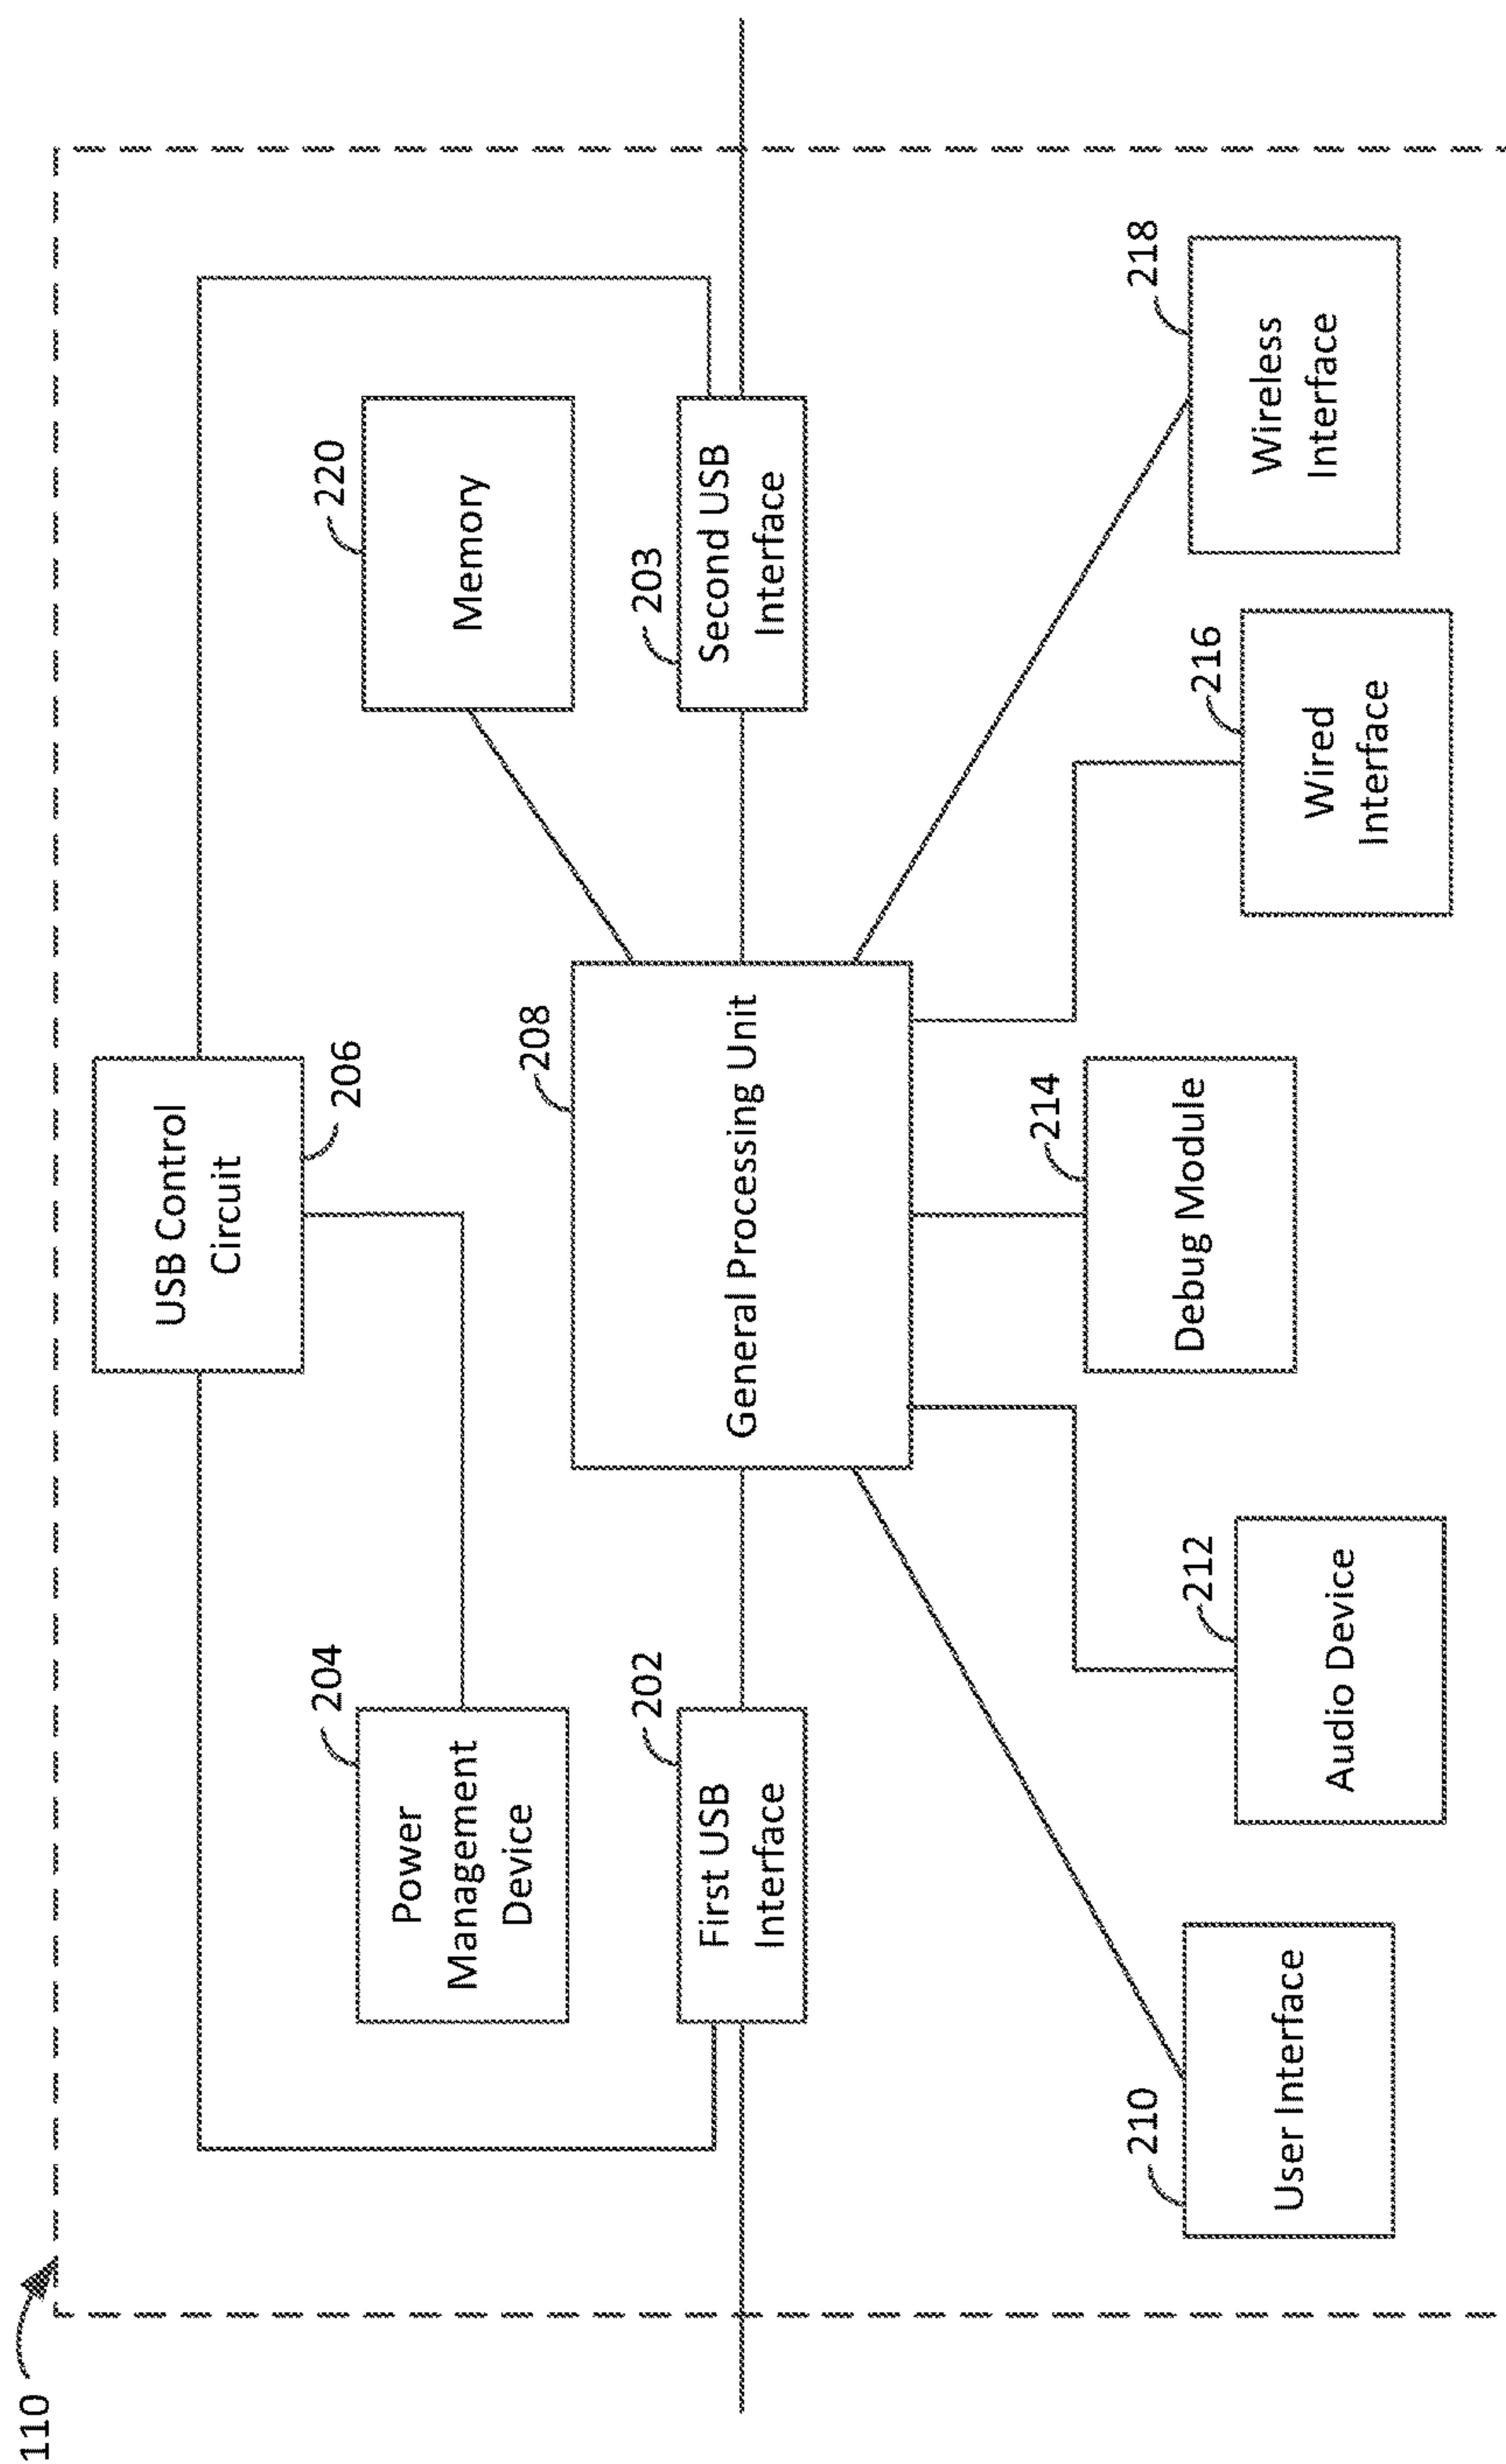 110
USB Control
Circuit
206
204
Power
Management
Device
220
Memory
208
General Processing Unit
202
First USB
Interface
203
Second USB
Interface
210
User Interface
212
Audio Device
214
Debug Module
216
Wired
Interface
218
Wireless
Interface